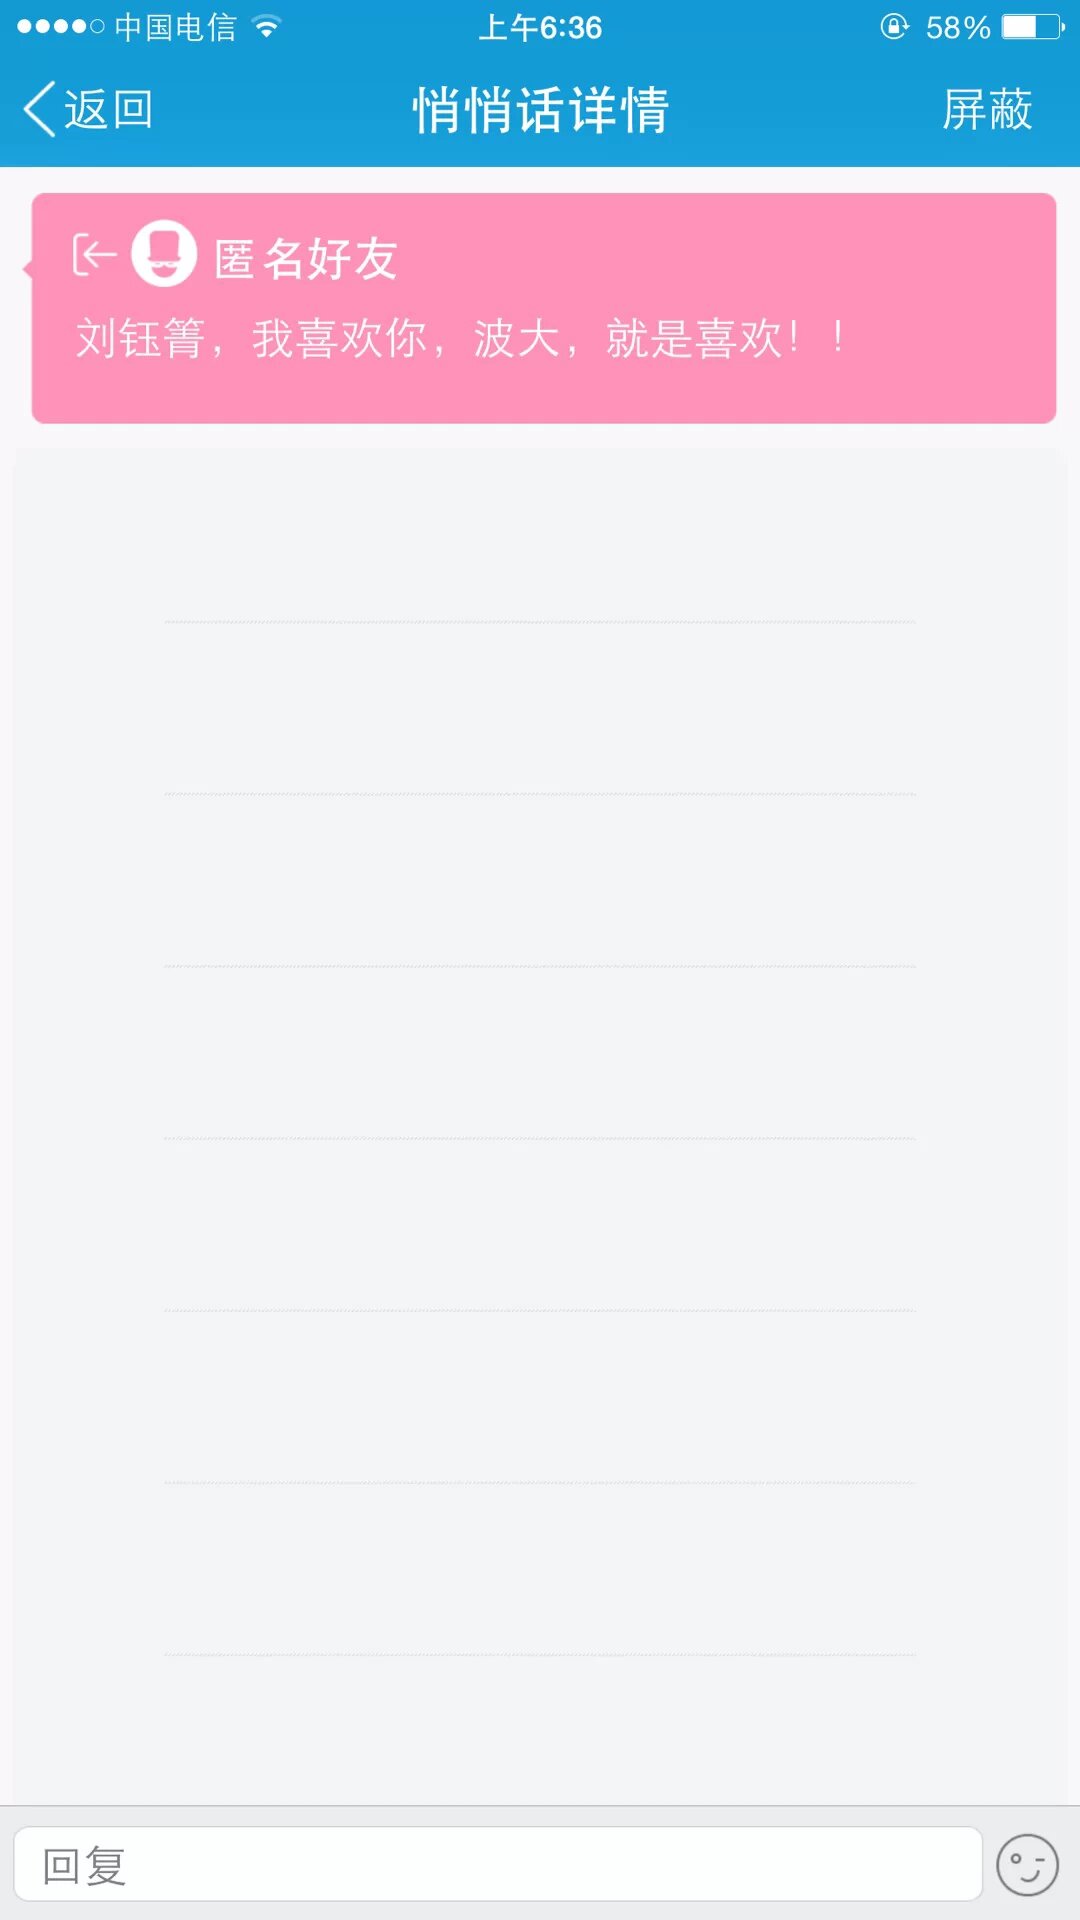 中国电信 上午6:36 58%
返回 悄悄话详情 屏蔽
匿名好友
刘钰箐，我喜欢你，波大，就是喜欢！！
回复